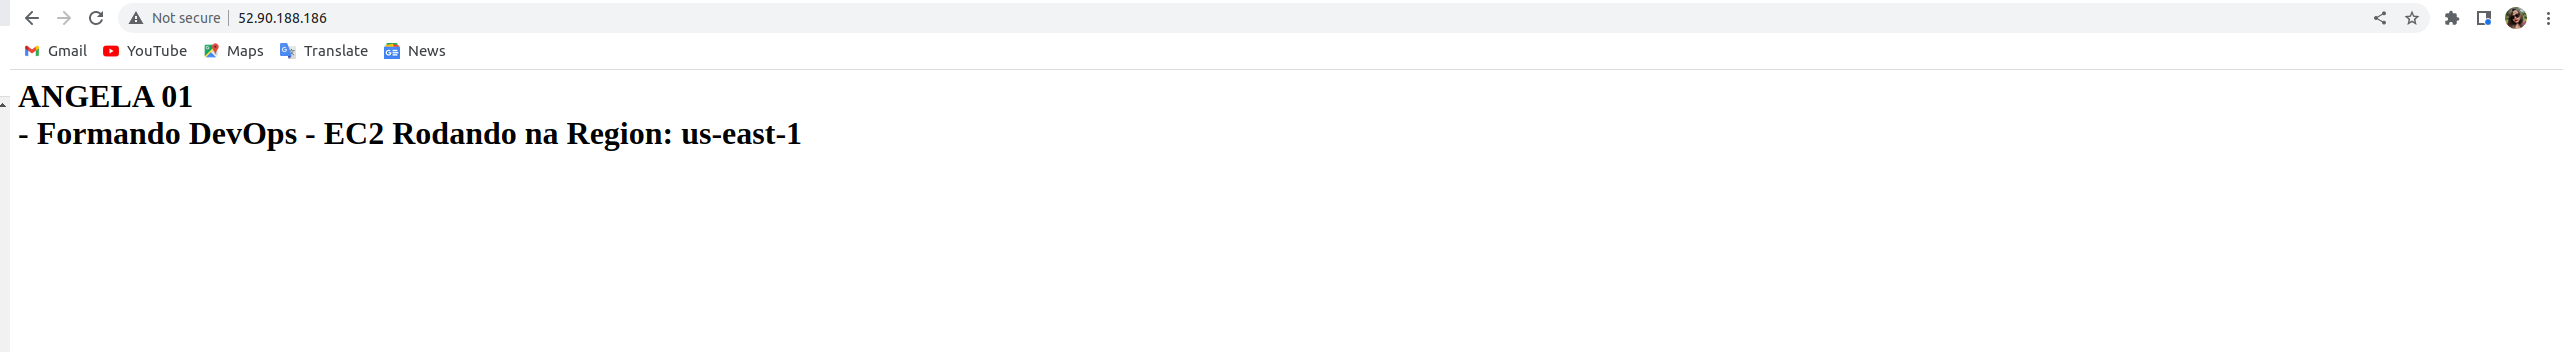 Not secure | 52.90.188.186
Gmail YouTube Maps Translate News
ANGELA 01
- Formando DevOps - EC2 Rodando na Region: us-east-1